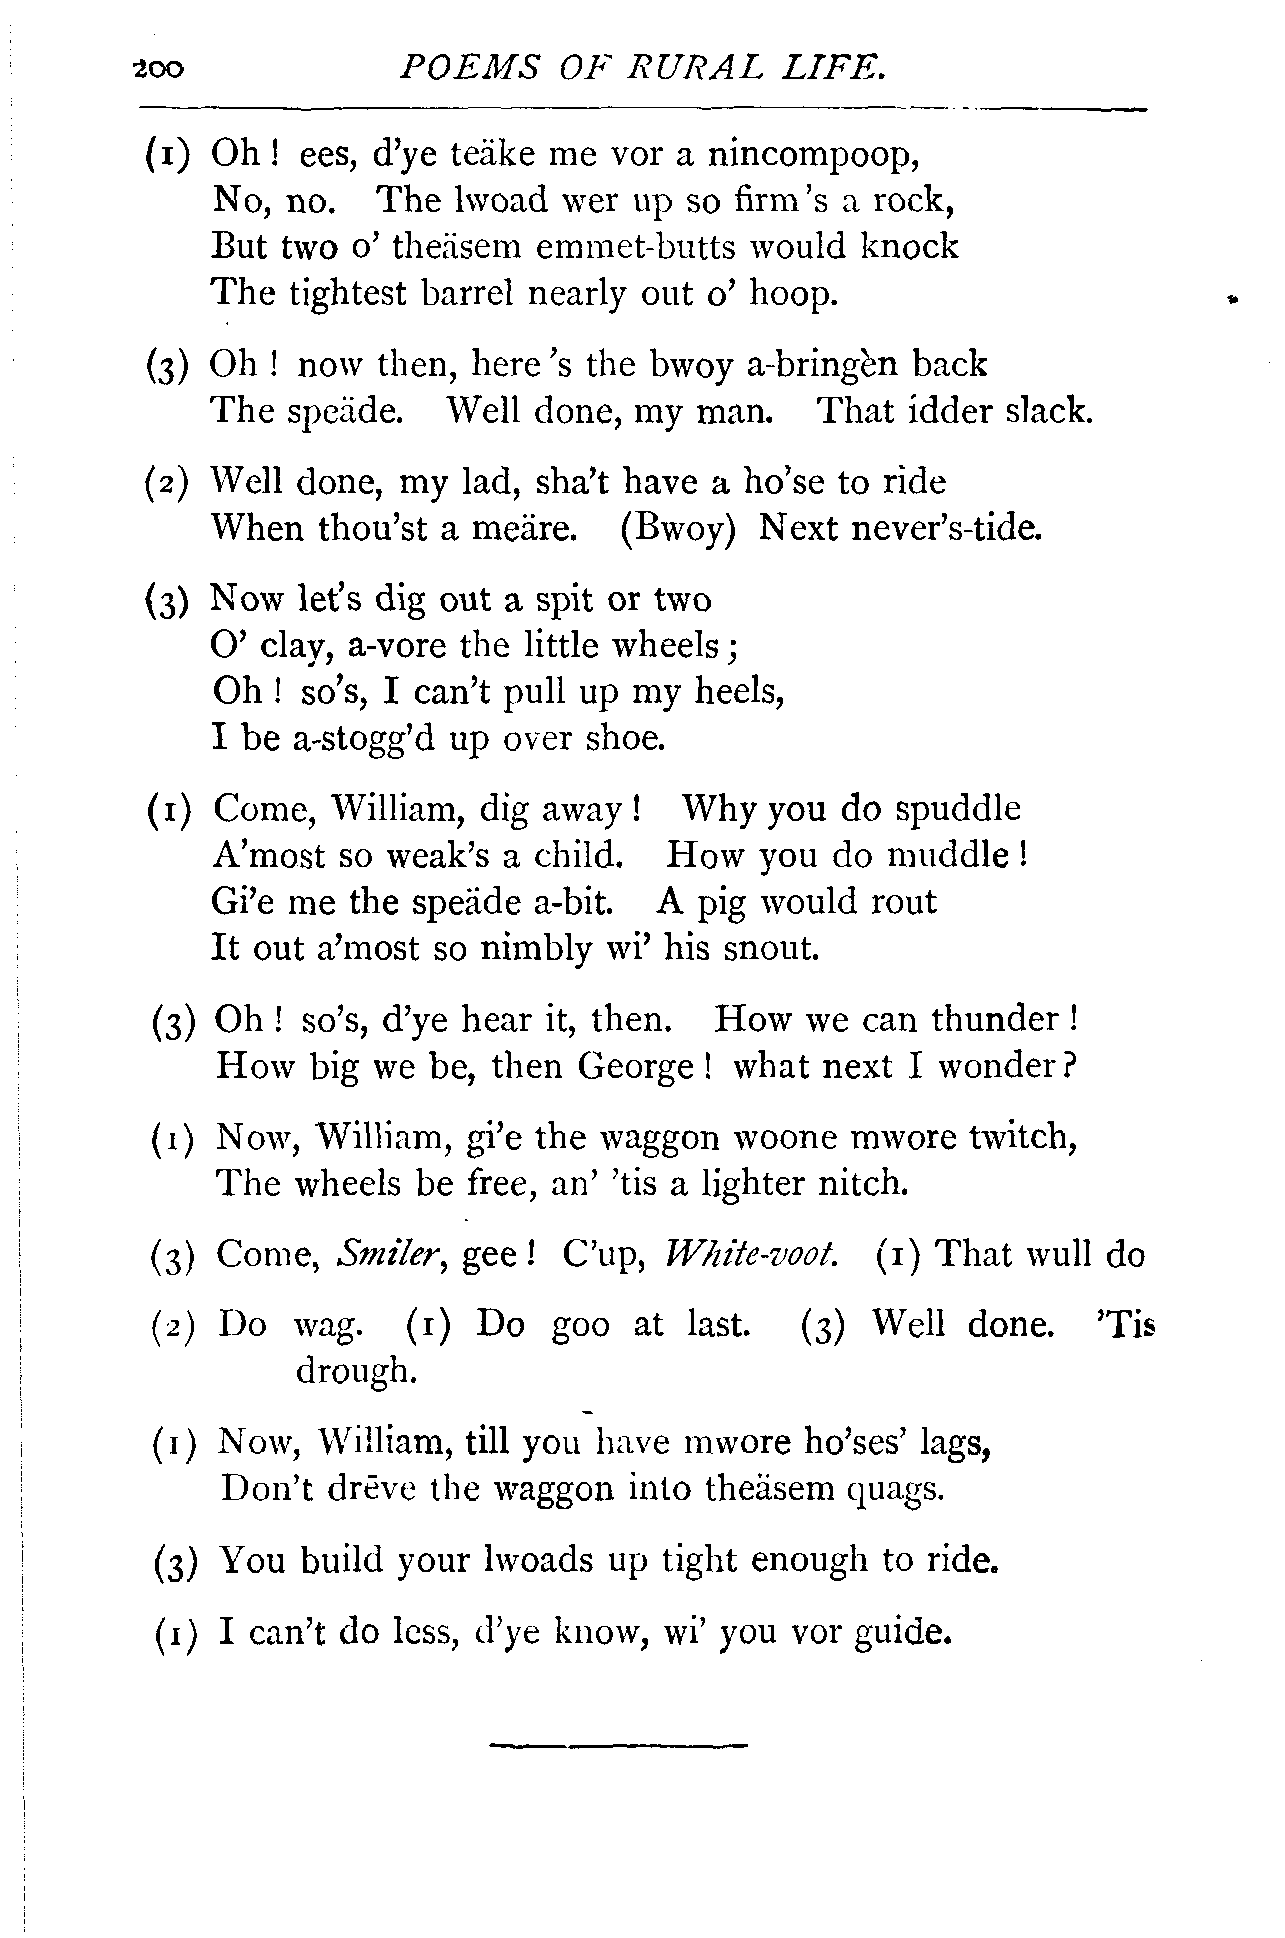 200 POEMS OF RURAL LIFE.
(1) Oh! ees, d'ye teäke me vor a nincompoop,
No, no. The lwoad wer up so firm 's a rock,
But two o' theäsem emmet-butts would knock
The tightest barrel nearly out o' hoop.
(3) Oh! now then, here 's the bwoy a-bringèn back
The speäde. Well done, my man. That idder slack.
(2) Well done, my lad, sha't have a ho'se to ride
When thou'st a meäre. (Bwoy) Next never's-tide.
(3) Now let's dig out a spit or two
O' clay, a-vore the little wheels;
Oh! so's, I can't pull up my heels,
I be a-stogg'd up over shoe.
(1) Come, William, dig away! Why you do spuddle
A'most so weak's a child. How you do muddle!
Gi'e me the speäde a-bit. A pig would rout
It out a'most so nimbly wi' his snout.
(3) Oh! so's, d'ye hear it, then. How we can thunder!
How big we be, then George! what next I wonder?
(1) Now, William, gi'e the waggon woone mwore twitch,
The wheels be free, an' 'tis a lighter nitch.
(3) Come, Smiler, gee! C'up, White-voot. (1) That wull do
(2) Do wag. (1) Do goo at last. (3) Well done. 'Tis
drough.
(1) Now, William, till you have mwore ho'ses' lags,
Don't drēve the waggon into theäsem quags.
(3) You build your lwoads up tight enough to ride.
(1) I can't do less, d'ye know, wi' you vor guide.